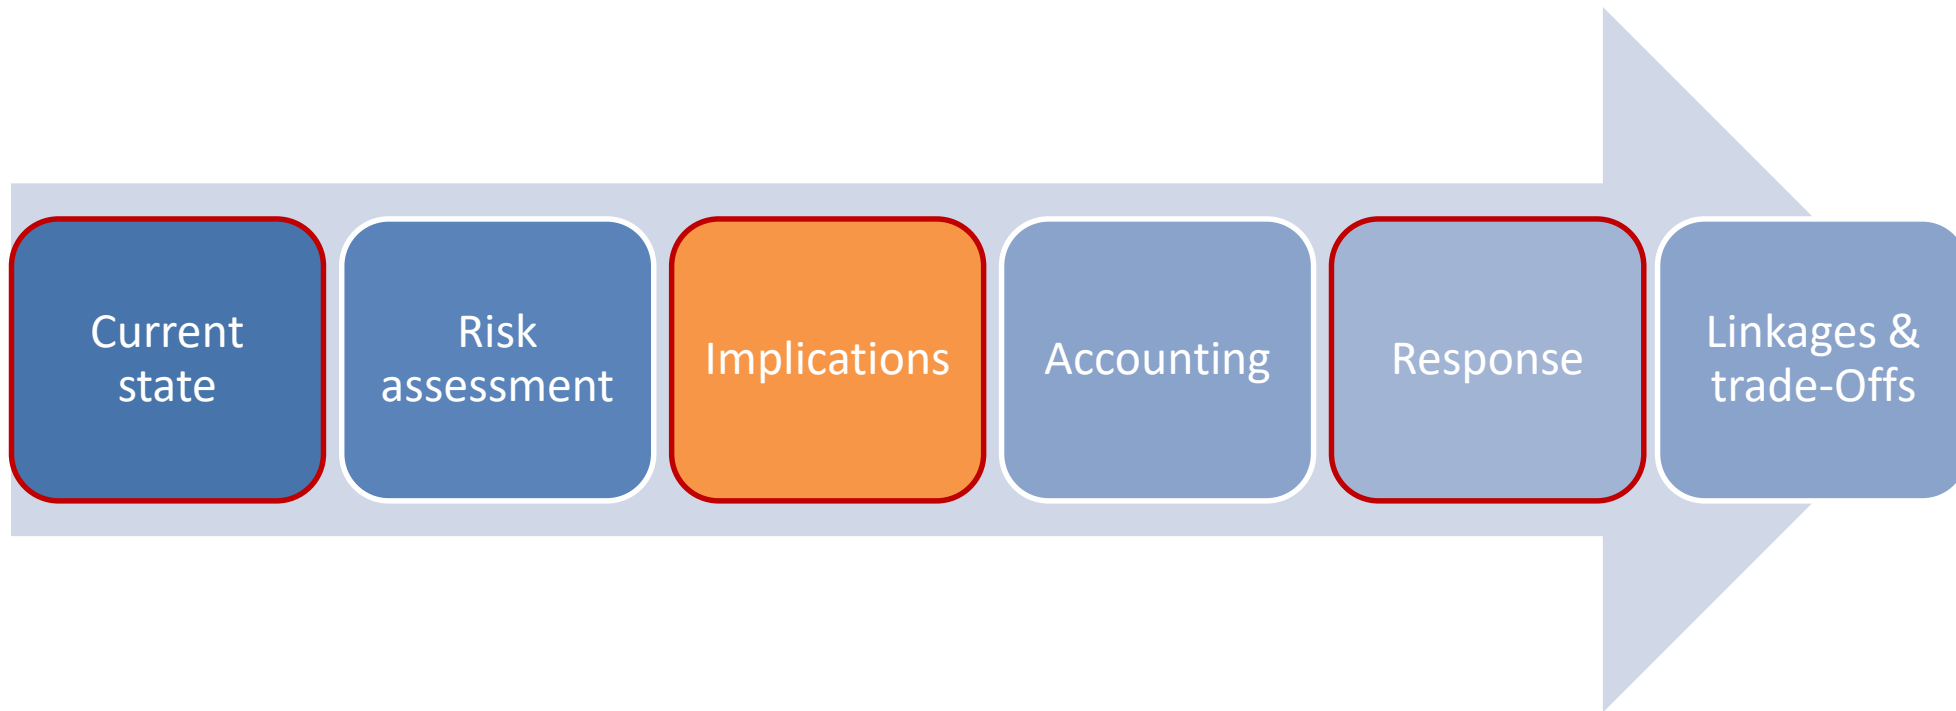 Current
state
Risk
assessment
Implications
Accounting
Response
Linkages &
trade-Offs